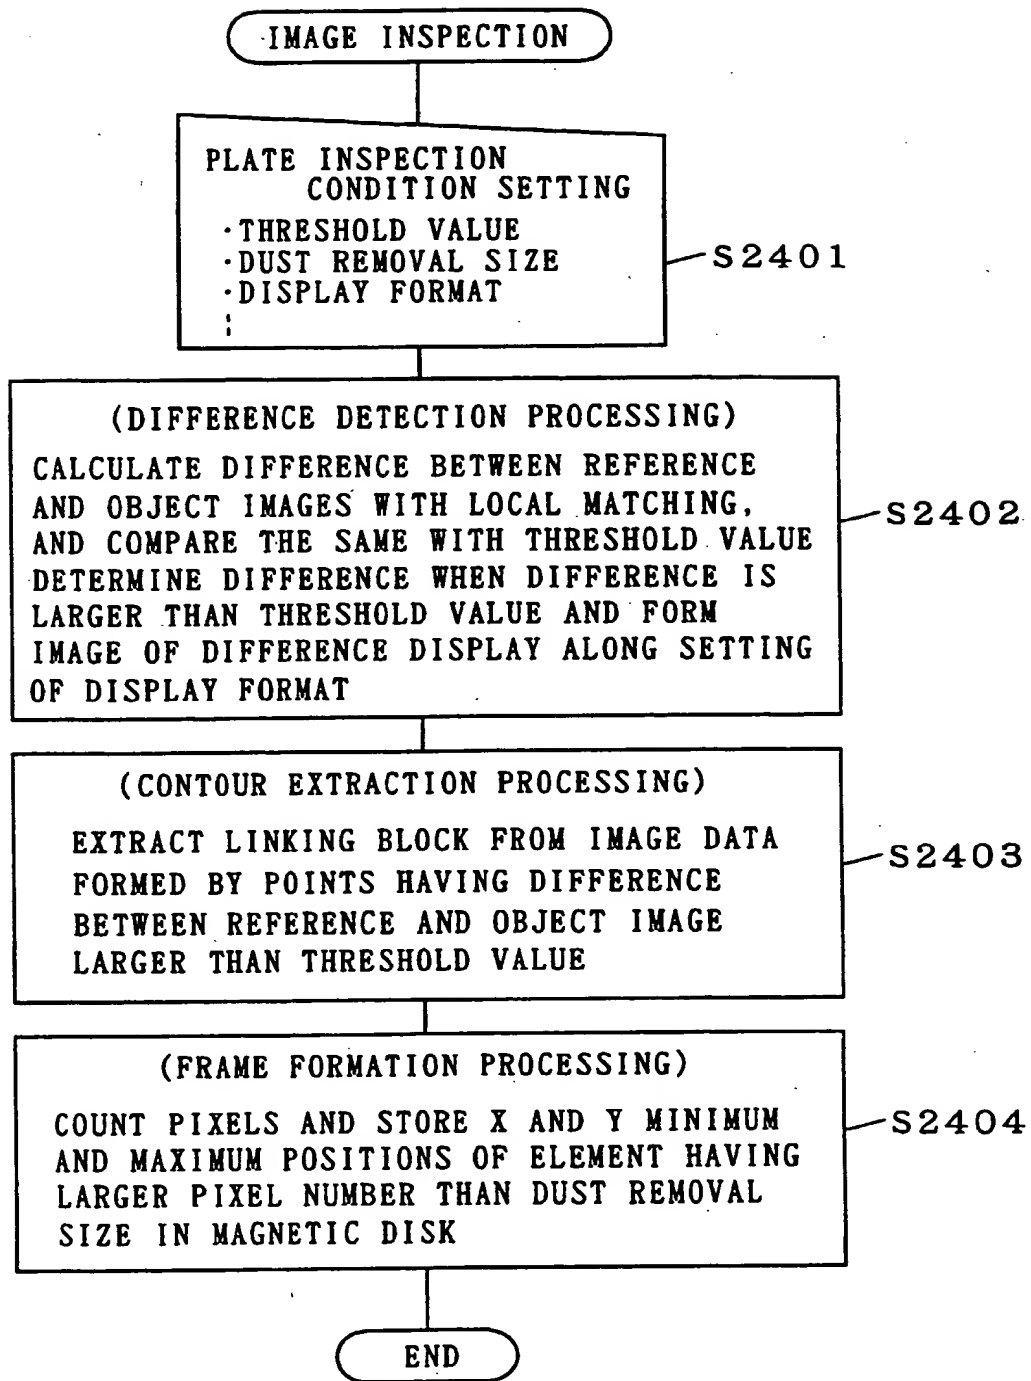 IMAGE INSPECTION
PLATE INSPECTION
CONDITION SETTING
·THRESHOLD VALUE
·DUST REMOVAL SIZE
·DISPLAY FORMAT
S2401
(DIFFERENCE DETECTION PROCESSING)
CALCULATE DIFFERENCE BETWEEN REFERENCE
AND OBJECT IMAGES WITH LOCAL MATCHING,
AND COMPARE THE SAME WITH THRESHOLD VALUE
DETERMINE DIFFERENCE WHEN DIFFERENCE IS
LARGER THAN THRESHOLD VALUE AND FORM
IMAGE OF DIFFERENCE DISPLAY ALONG SETTING
OF DISPLAY FORMAT
S2402
(CONTOUR EXTRACTION PROCESSING)
EXTRACT LINKING BLOCK FROM IMAGE DATA
FORMED BY POINTS HAVING DIFFERENCE
BETWEEN REFERENCE AND OBJECT IMAGE
LARGER THAN THRESHOLD VALUE
S2403
(FRAME FORMATION PROCESSING)
COUNT PIXELS AND STORE X AND Y MINIMUM
AND MAXIMUM POSITIONS OF ELEMENT HAVING
LARGER PIXEL NUMBER THAN DUST REMOVAL
SIZE IN MAGNETIC DISK
S2404
END